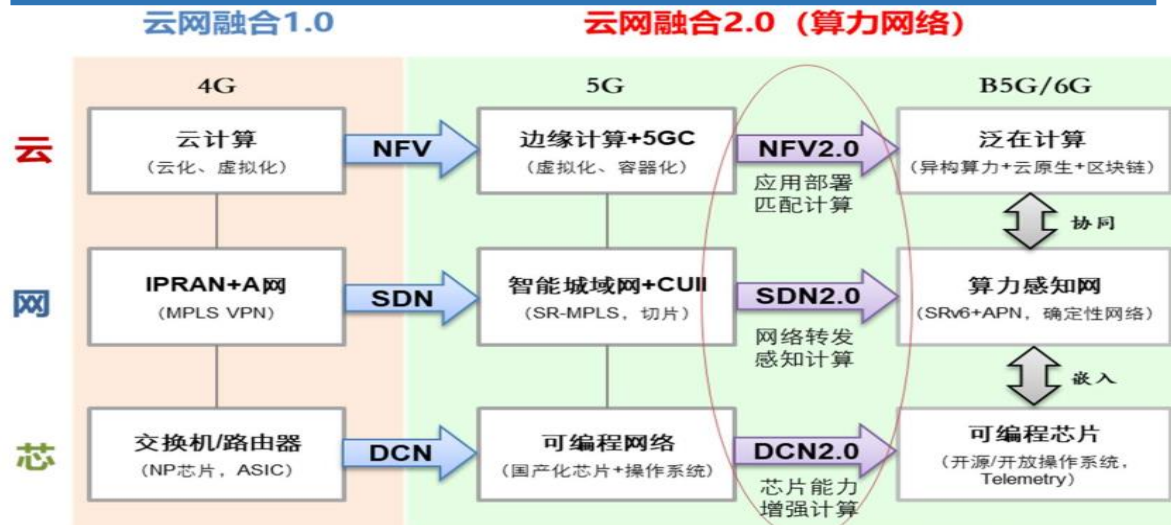 云网融合1.0
云网融合2.0 (算力网络)
4G
5G
B5G/6G
云
云计算
(云化、虚拟化)
NFV
边缘计算+5GC
(虚拟化、容器化)
NFV2.0
应用部署
匹配计算
泛在计算
(异构算力+云原生+区块链)
协同
网
IPRAN+A网
(MPLS VPN)
SDN
智能城域网+CUII
(SR-MPLS，切片)
SDN2.0
网络转发
感知计算
算力感知网
(SRv6+APN，确定性网络)
嵌入
芯
交换机/路由器
(NP芯片，ASIC)
DCN
可编程网络
(国产化芯片+操作系统)
DCN2.0
芯片能力
增强计算
可编程芯片
(开源/开放操作系统，
Telemetry)